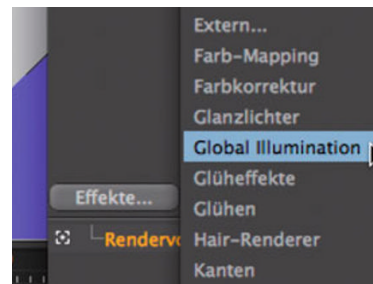 Extern...
Farb-Mapping
Farbkorrektur
Glanzlichter
Global Illumination
Glüheffekte
Effekte...
Glühen
Hair-Renderer
Kanten